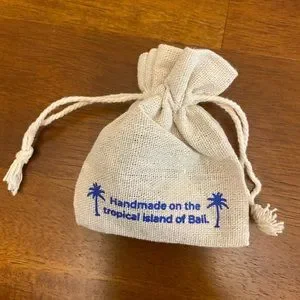 Handmade on the
tropical island of Bali.